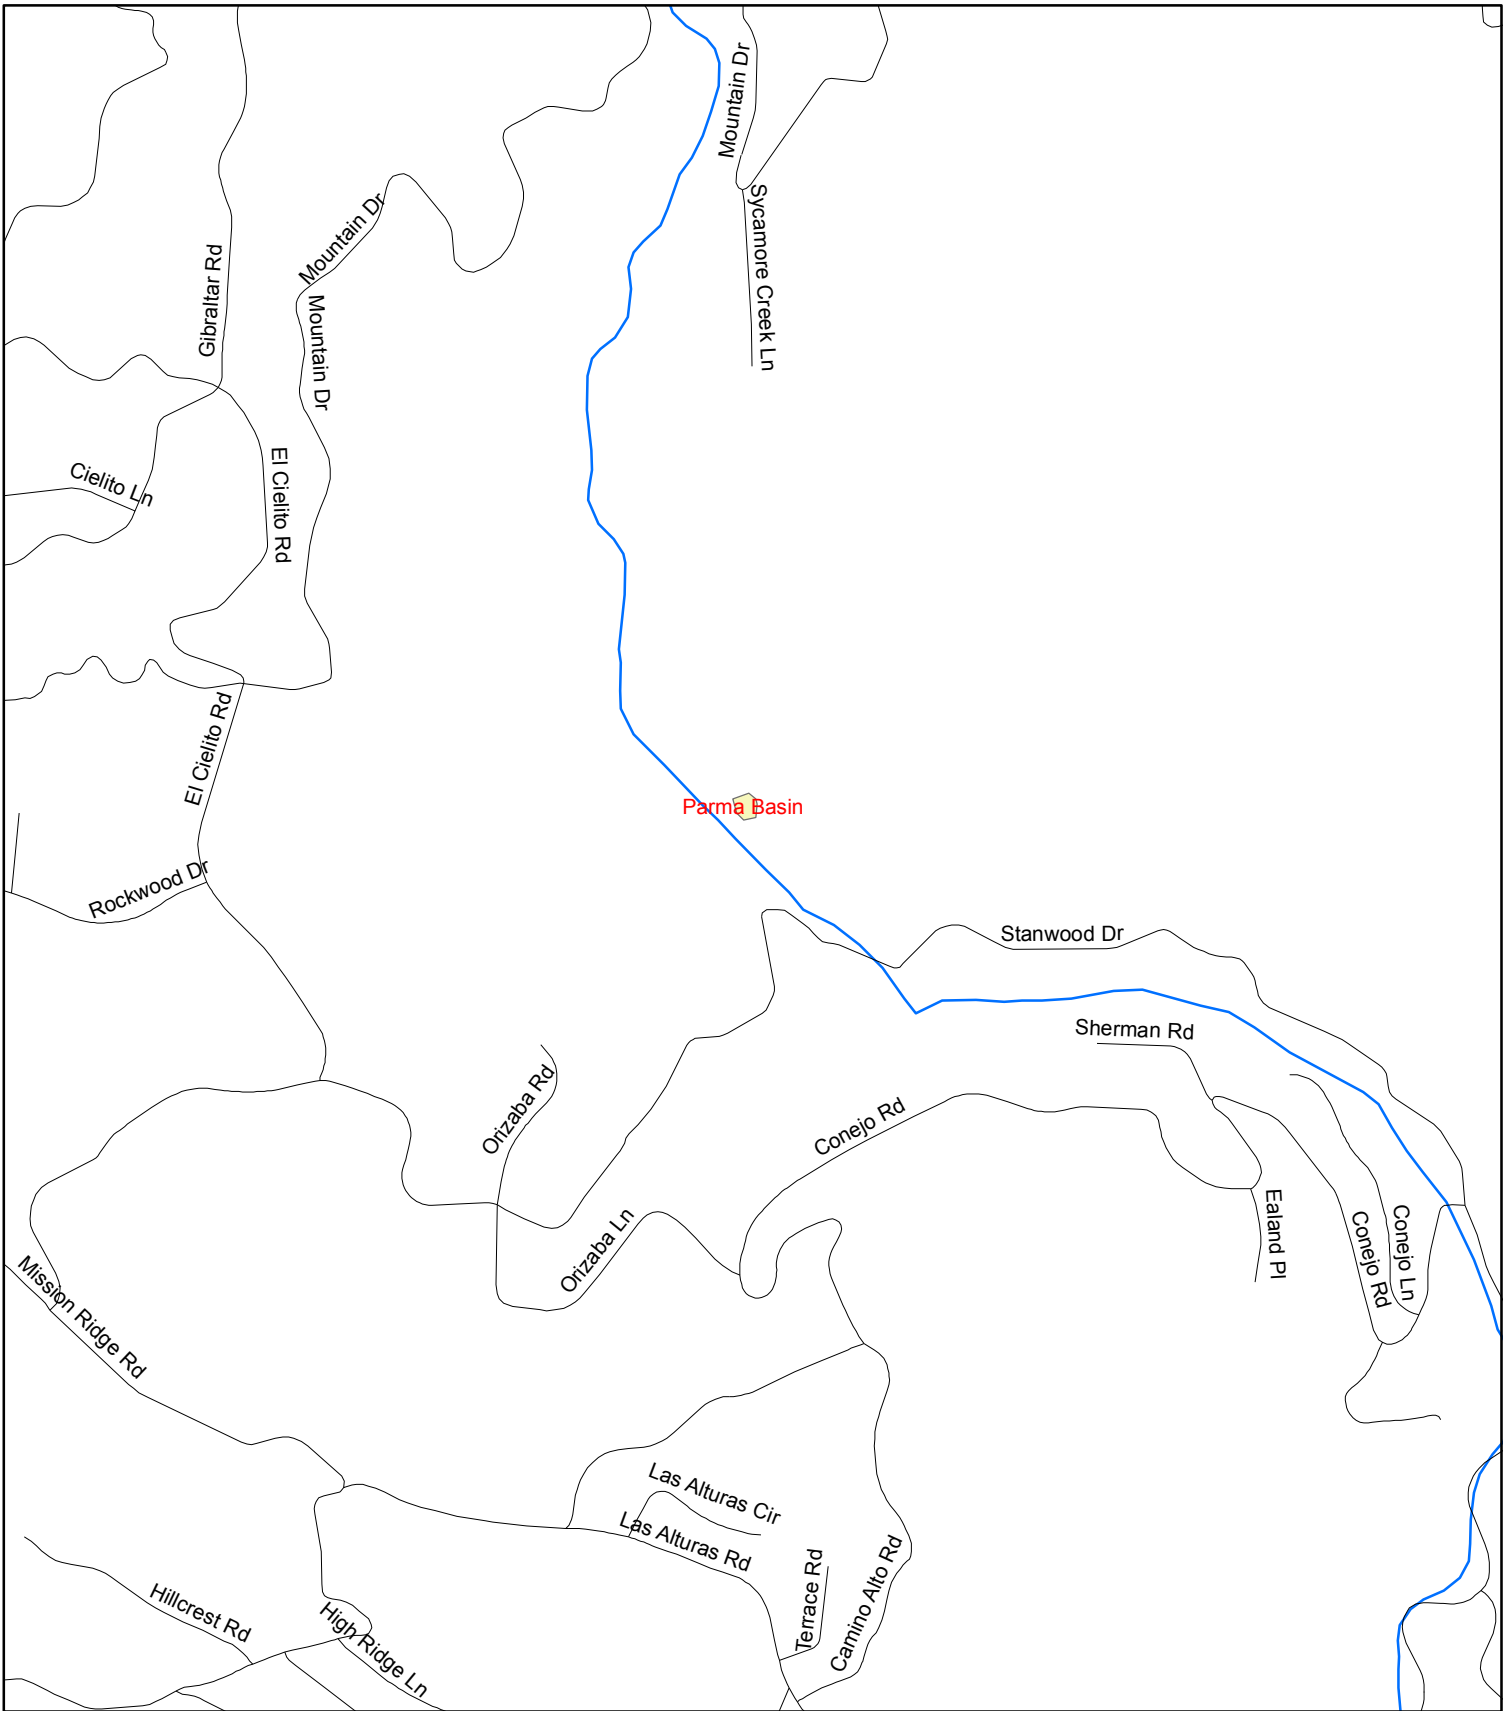 Mountain Dr
Sycamore Creek Ln
Mountain Dr
Gibraltar Rd
Mountain Dr
Cielito Ln
El Cielito Rd
El Cielito Rd
Parma Basin
Rockwood Dr
Stanwood Dr
Sherman Rd
Orizaba Rd
Conejo Rd
Orizaba Ln
Ealand Pl
Conejo Rd
Conejo Ln
Mission Ridge Rd
Las Alturas Cir
Las Alturas Rd
Terrace Rd
Camino Alto Rd
Hillcrest Rd
High Ridge Ln